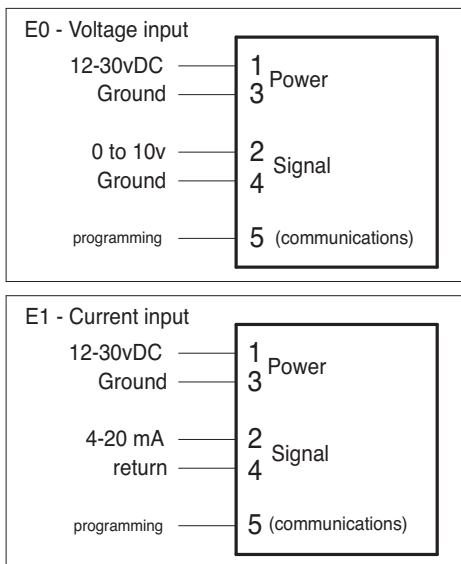 E0 - Voltage input
12-30vDC 1 Power
Ground 3
0 to 10v 2 Signal
Ground 4
programming 5 (communications)
E1 - Current input
12-30vDC 1 Power
Ground 3
4-20 mA 2 Signal
return 4
programming 5 (communications)